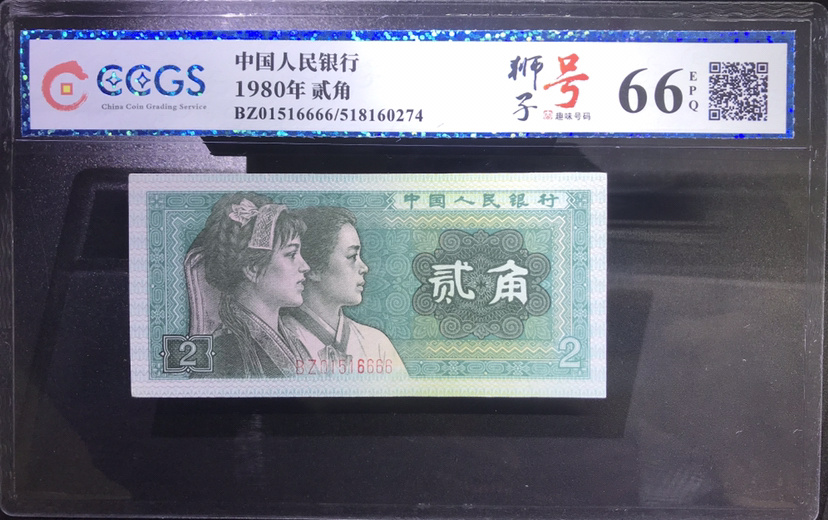 CCGS
China Coin Grading Service
中国人民银行
1980年 贰角
BZ01516666/518160274
狮子号
趣味号码
66 EPQ
中国人民银行
贰角
2
BZ01516666
2